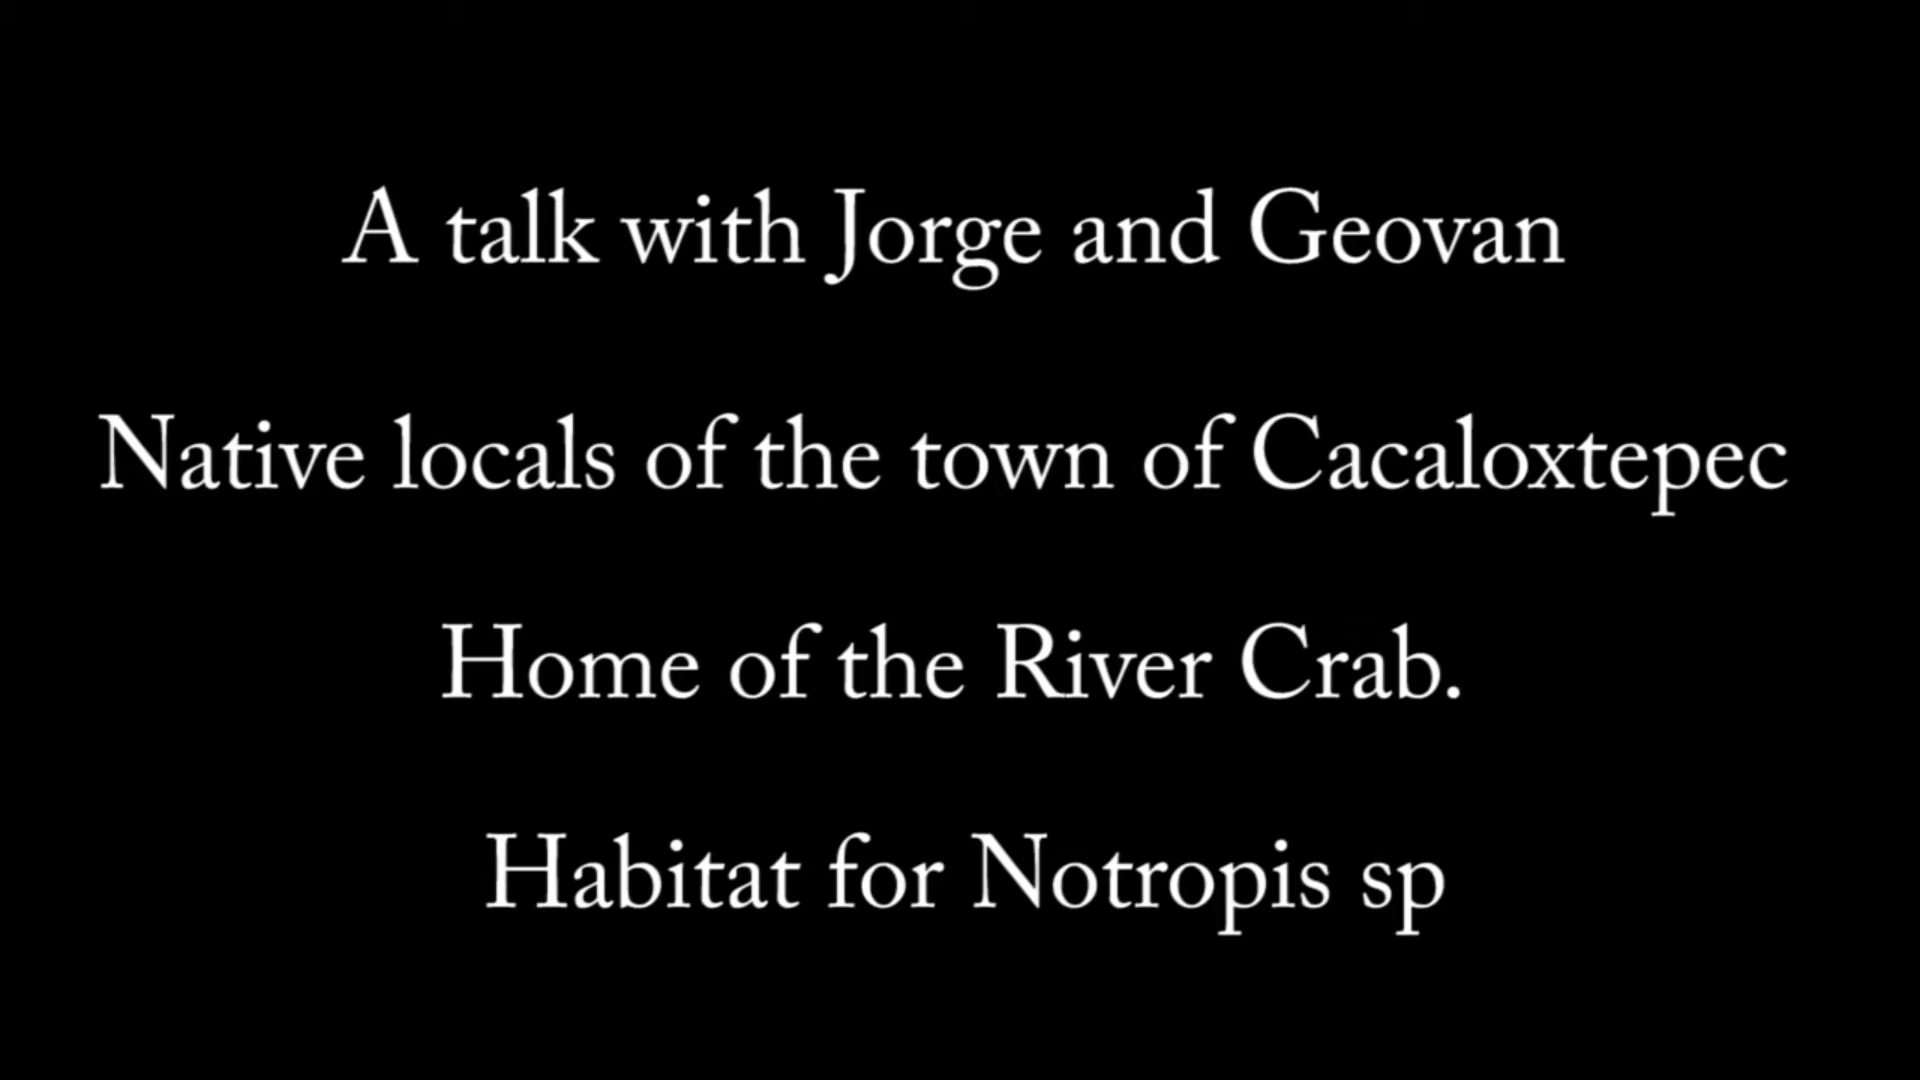 A talk with Jorge and Geovan
Native locals of the town of Cacaloxtepec
Home of the River Crab.
Habitat for Notropis sp